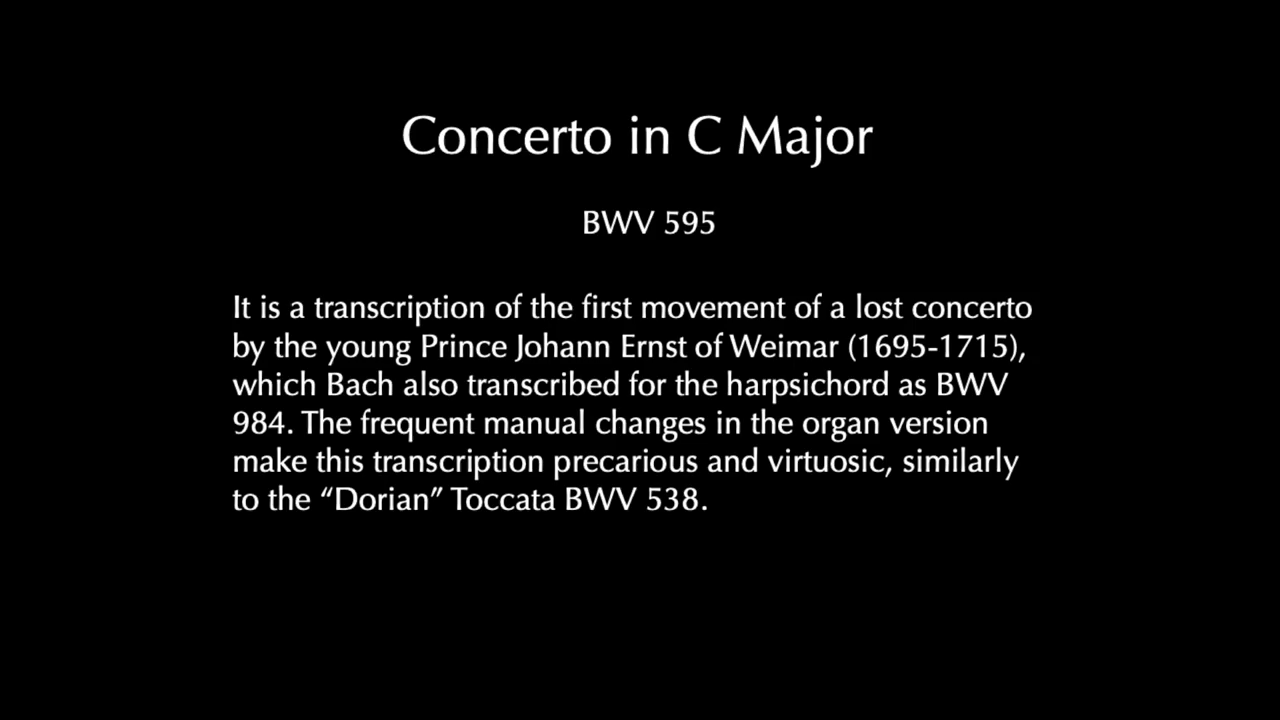 Concerto in C Major
BWV 595
It is a transcription of the first movement of a lost concerto
by the young Prince Johann Ernst of Weimar (1695-1715),
which Bach also transcribed for the harpsichord as BWV
984. The frequent manual changes in the organ version
make this transcription precarious and virtuosic, similarly
to the “Dorian” Toccata BWV 538.